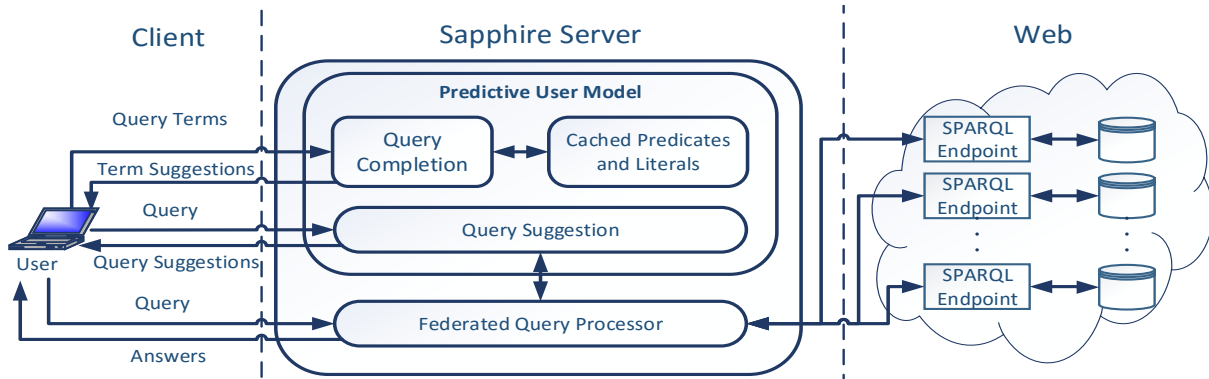 Client
Sapphire Server
Web
Predictive User Model
Query Terms
Query
Completion
Cached Predicates
and Literals
Term Suggestions
Query
Query Suggestion
User
Query Suggestions
Query
Federated Query Processor
Answers
SPARQL
Endpoint
SPARQL
Endpoint
SPARQL
Endpoint